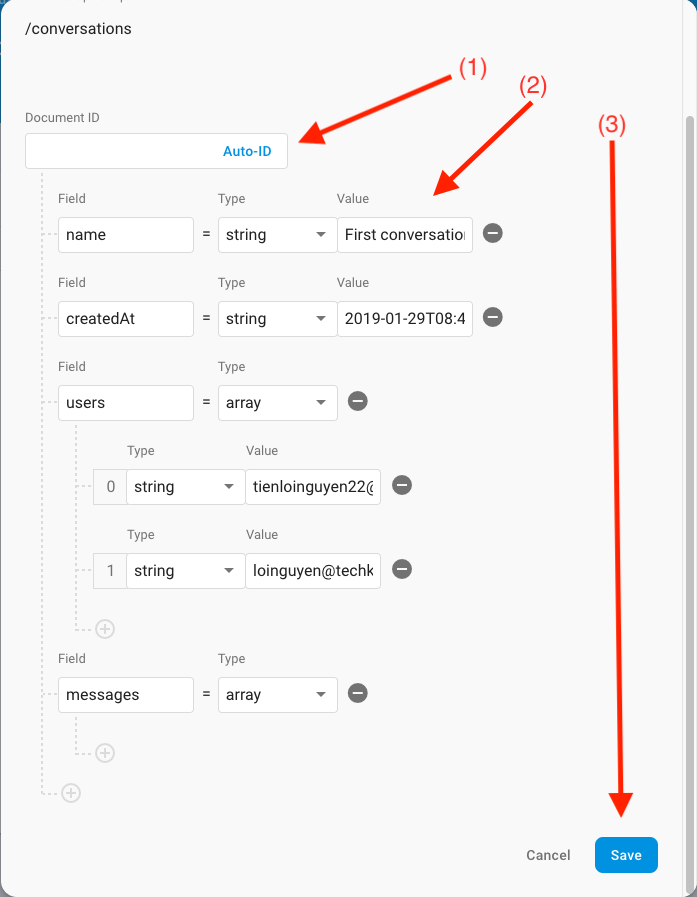 /conversations
(1)
(2)
(3)
Document ID
Auto-ID
Field Type Value
name = string First conversation
Field Type Value
createdAt = string 2019-01-29T08:4
Field Type
users = array
Type Value
0 string tienloinguyen22@
Type Value
1 string loinguyen@techk
Field Type
messages = array
Cancel Save